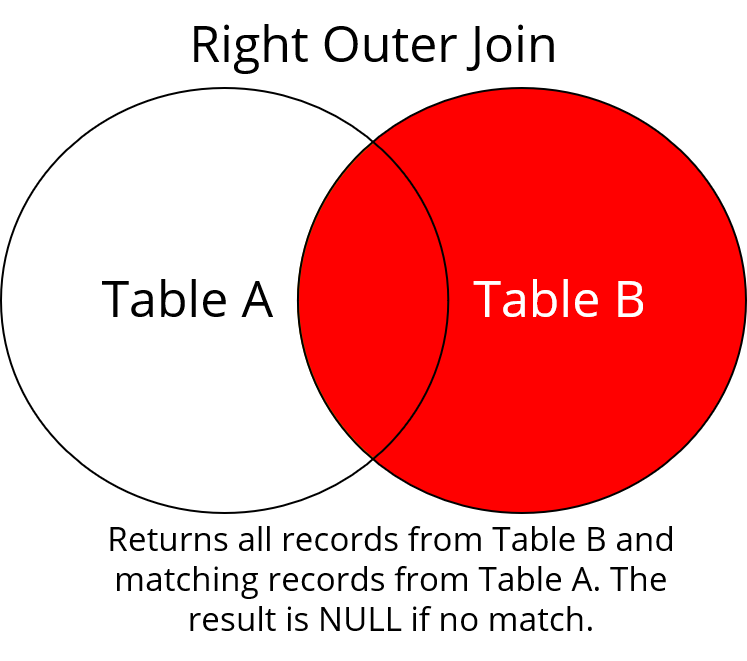 Right Outer Join
Table A
Table B
Returns all records from Table B and
matching records from Table A. The
result is NULL if no match.